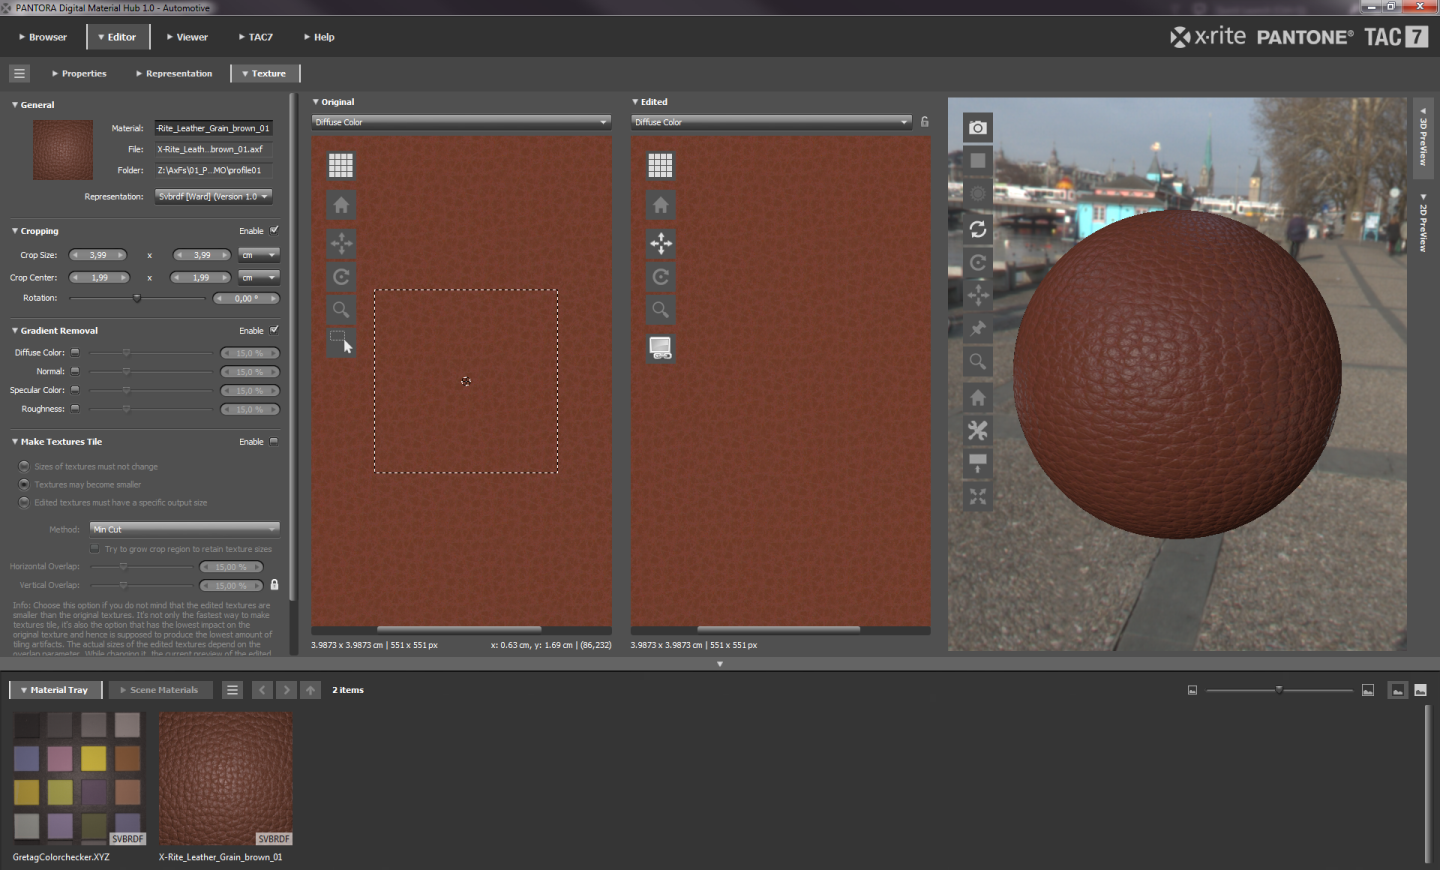 PANTORA Digital Material Hub 1.0 - Automotive
Browser
Editor
Viewer
TAC7
Help
x·rite PANTONE® TAC 7
Properties
Representation
Texture
General
Material: -Rite_Leather_Grain_brown_01
File: X-Rite_Leath...brown_01.axf
Folder: Z:\AxFs\01_P...MO\profile01
Representation: Svbrdf [Ward] (Version 1.0
Cropping Enable
Crop Size: 3,99 x 3,99 cm
Crop Center: 1,99 x 1,99 cm
Rotation: 0,00 °
Gradient Removal Enable
Diffuse Color: 15,0 %
Normal: 15,0 %
Specular Color: 15,0 %
Roughness: 15,0 %
Make Textures Tile Enable
Sizes of textures must not change
Textures may become smaller
Edited textures must have a specific output size
Method: Min Cut
Try to grow crop region to retain texture sizes
Horizontal Overlap: 15,00 %
Vertical Overlap: 15,00 %
Info: Choose this option if you do not mind that the edited textures are
smaller than the original textures. It's not only the fastest way to make
textures tile, it's also the option that has the lowest impact on the
original texture and hence is supposed to produce the lowest amount of
tiling artifacts. The actual sizes of the edited textures depend on the
overlap parameter. While changing it, the current preview of the edited
Original
Diffuse Color
3.9873 x 3.9873 cm | 551 x 551 px
x: 0.63 cm, y: 1.69 cm | (86,232)
Edited
Diffuse Color
3.9873 x 3.9873 cm | 551 x 551 px
3D PreView
2D PreView
Material Tray
Scene Materials
2 items
SVBRDF
GretagColorchecker.XYZ
SVBRDF
X-Rite_Leather_Grain_brown_01